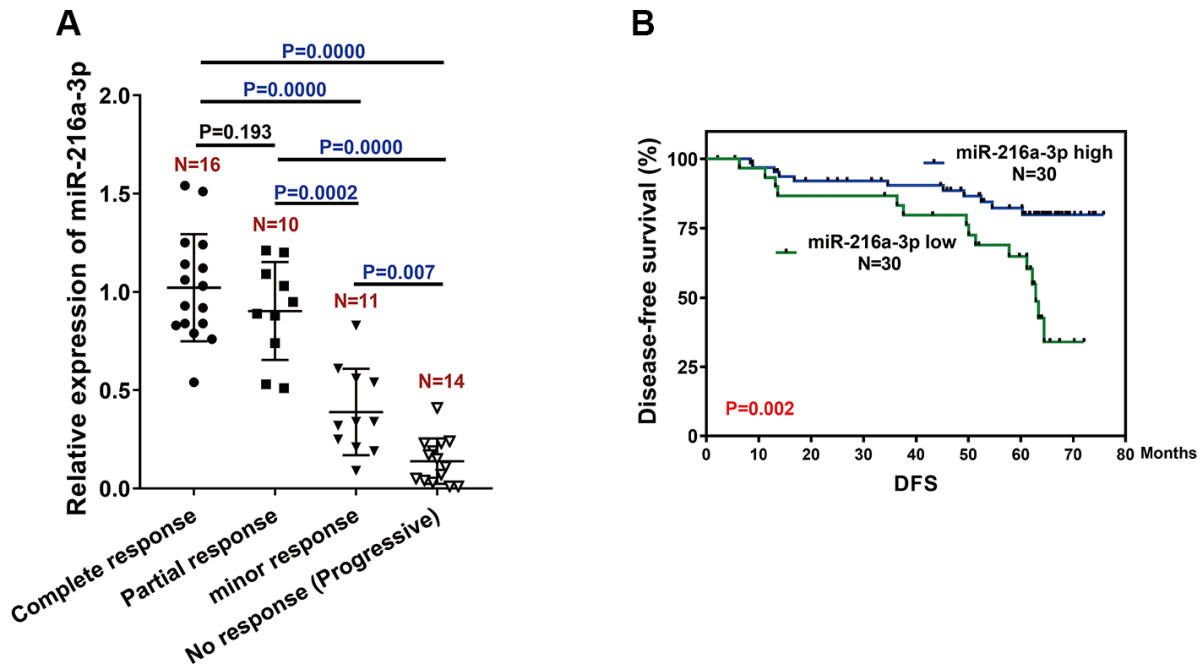 A
P=0.0000
P=0.0000
P=0.193
P=0.0000
N=16
P=0.0002
N=10
P=0.007
N=11
N=14
Relative expression of miR-216a-3p
2.0
1.5
1.0
0.5
0.0
Complete response
Partial response
minor response
No response (Progressive)
B
Disease-free survival (%)
100
75
50
25
0
miR-216a-3p high
N=30
miR-216a-3p low
N=30
P=0.002
0 10 20 30 40 50 60 70 80 Months
DFS